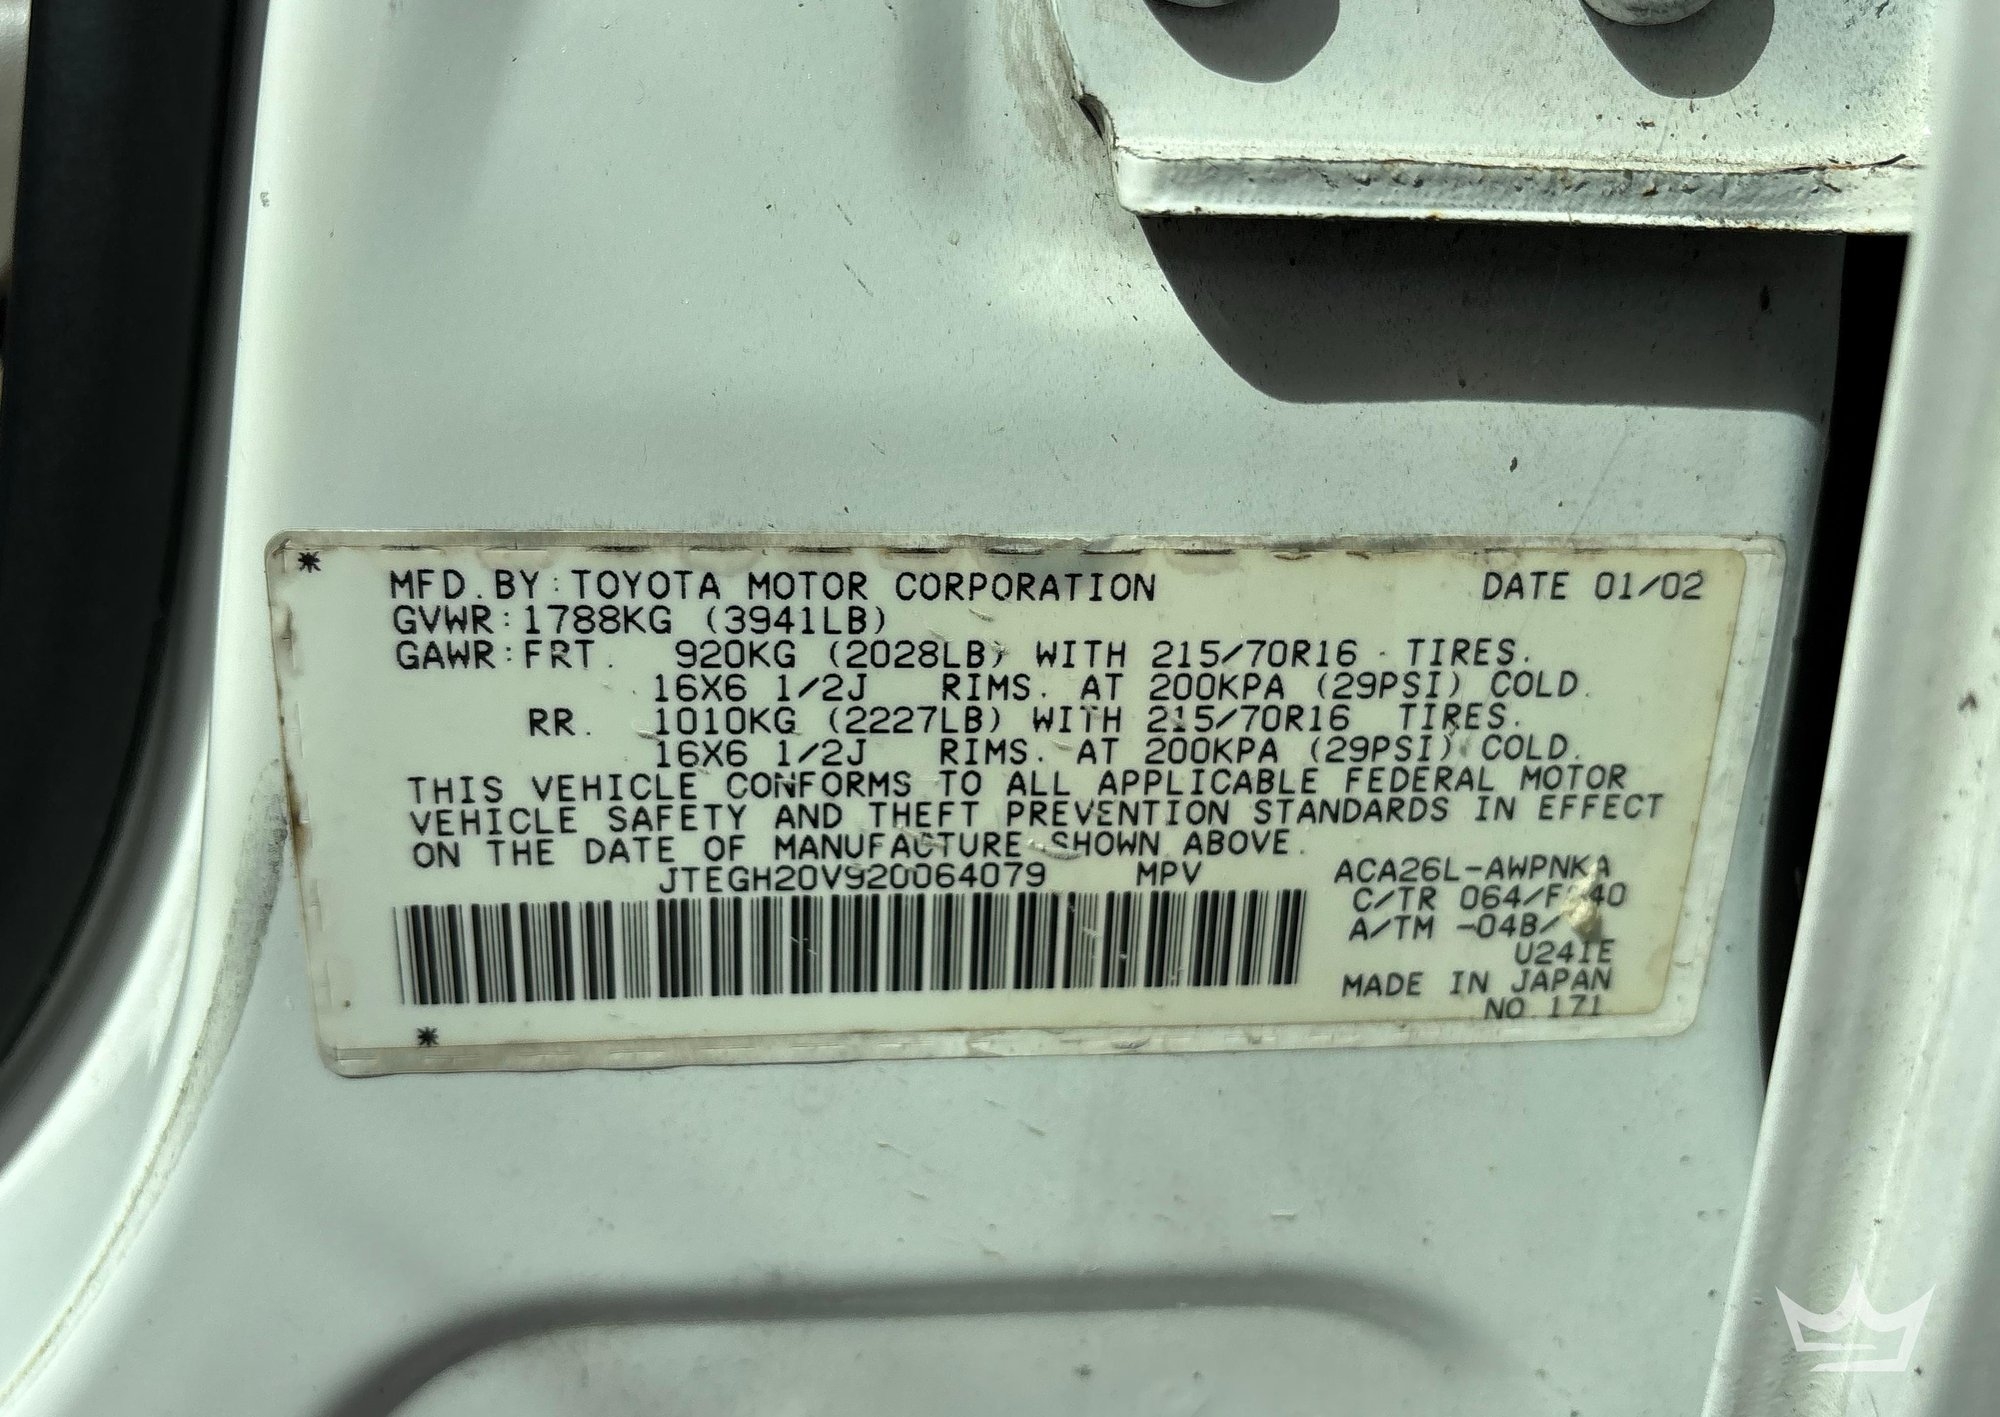 MFD.BY:TOYOTA MOTOR CORPORATION DATE 01/02
GVWR:1788KG (3941LB)
GAWR:FRT. 920KG (2028LB) WITH 215/70R16 TIRES.
16X6 1/2J RIMS. AT 200KPA (29PSI) COLD.
RR. 1010KG (2227LB) WITH 215/70R16 TIRES.
16X6 1/2J RIMS. AT 200KPA (29PSI) COLD.
THIS VEHICLE CONFORMS TO ALL APPLICABLE FEDERAL MOTOR
VEHICLE SAFETY AND THEFT PREVENTION STANDARDS IN EFFECT
ON THE DATE OF MANUFACTURE SHOWN ABOVE.
JTEGH20V920064079 MPV ACA26L-AWPNKA
C/TR
A/TM -04B/
U241E
MADE IN JAPAN
NO.171